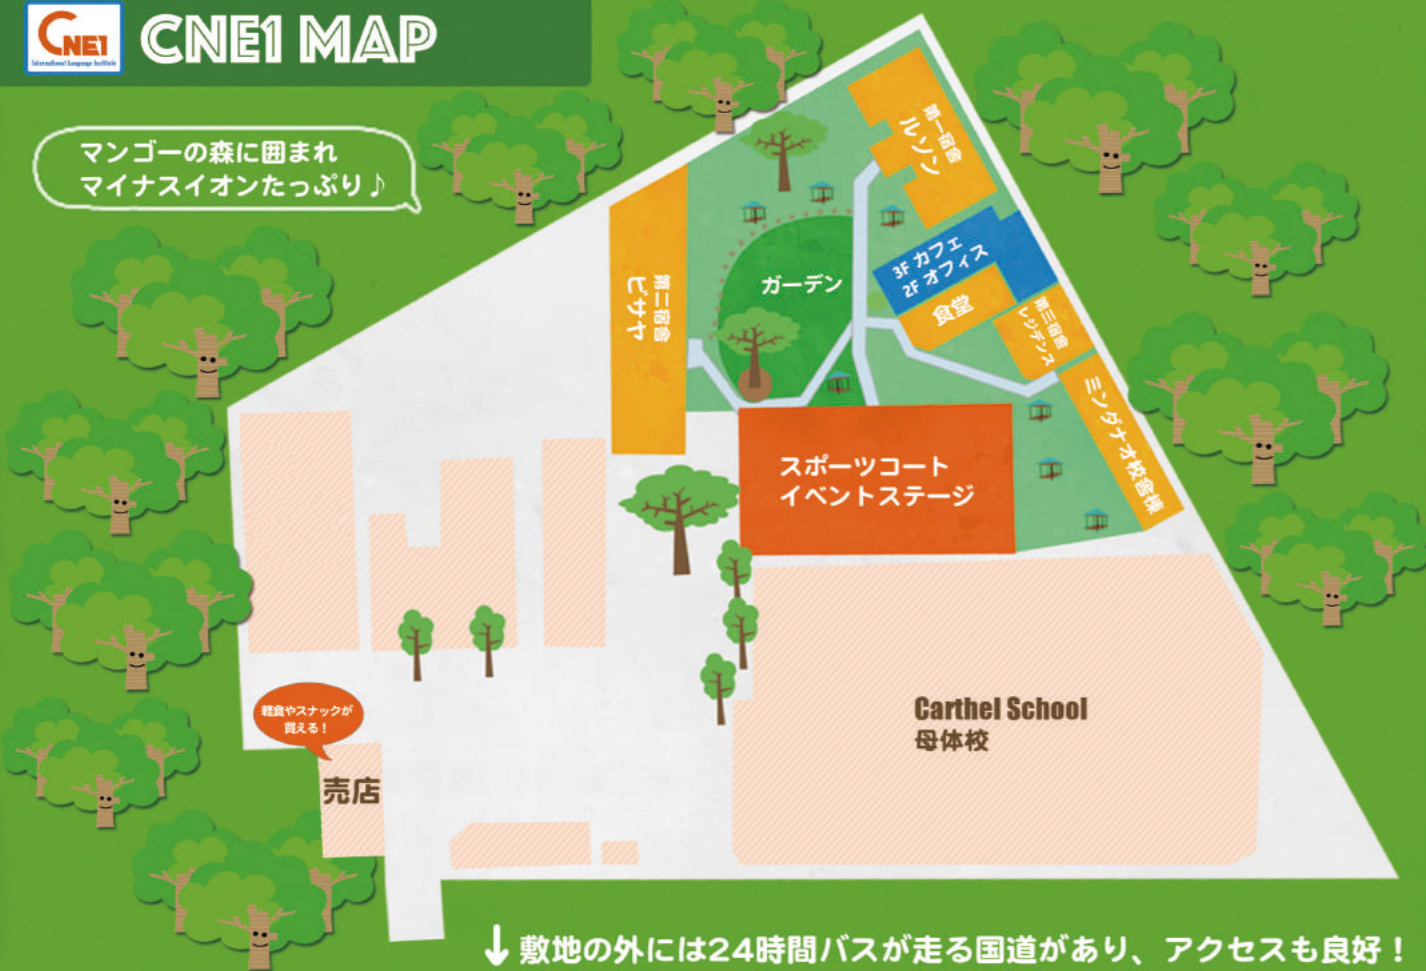 CNE1
International Language Institute
CNE1 MAP
マンゴーの森に囲まれ
マイナスイオンたっぷり♪
第一宿舎
ルソン
3F カフェ
2F オフィス
食堂
第三宿舎
レジデンス
ミンダナオ校舎棟
第二宿舎
ビサヤ
ガーデン
スポーツコート
イベントステージ
Carthel School
母体校
軽食やスナックが
買える！
売店
↓敷地の外には24時間バスが走る国道があり、アクセスも良好！